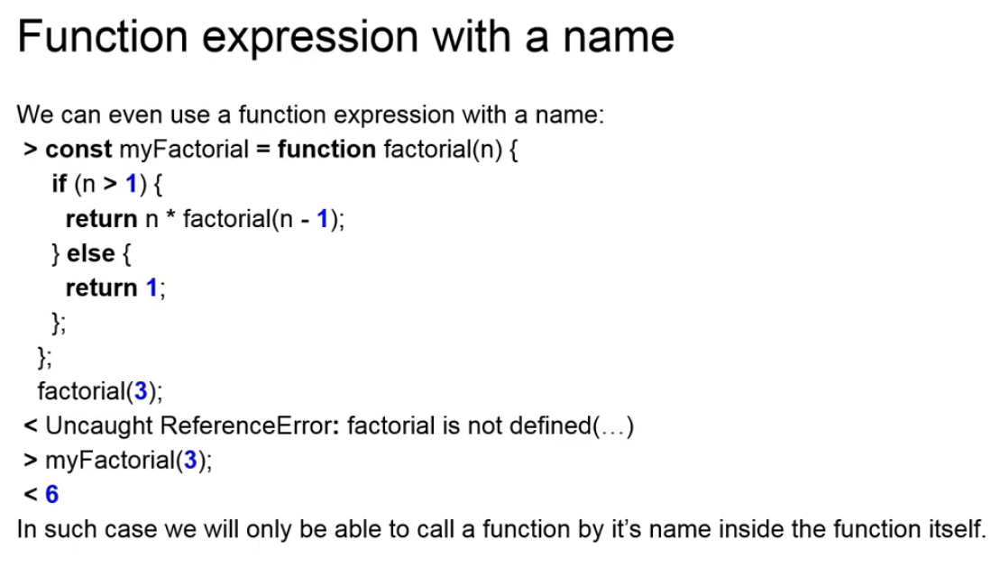 Function expression with a name
We can even use a function expression with a name:
> const myFactorial = function factorial(n) {
if (n > 1) {
return n * factorial(n - 1);
} else {
return 1;
};
};
factorial(3);
< Uncaught ReferenceError: factorial is not defined(…)
> myFactorial(3);
< 6
In such case we will only be able to call a function by it's name inside the function itself.